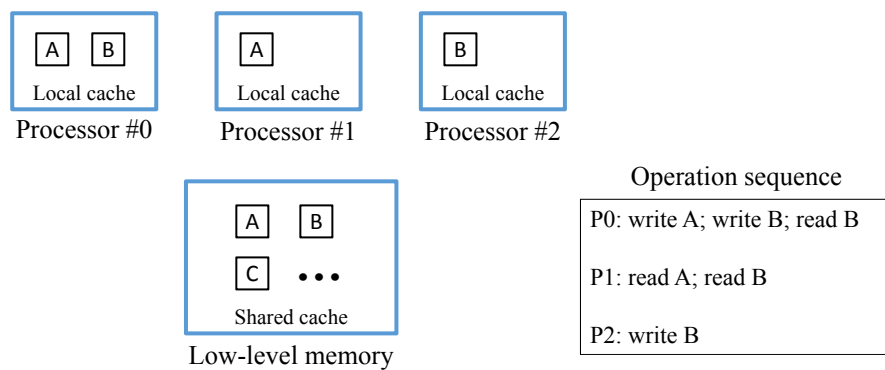 A B
Local cache
Processor #0
A
Local cache
Processor #1
B
Local cache
Processor #2
A B
C •••
Shared cache
Low-level memory
Operation sequence
P0: write A; write B; read B
P1: read A; read B
P2: write B